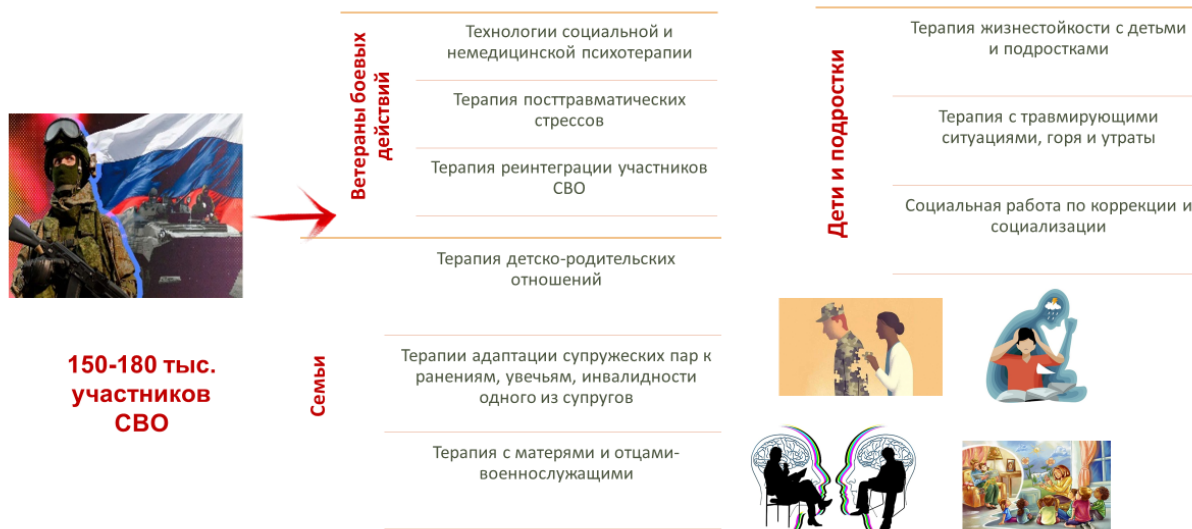 150-180 тыс.
участников
СВО
Ветераны боевых
действий
Технологии социальной и
немедицинской психотерапии
Терапия посттравматических
стрессов
Терапия реинтеграции участников
СВО
Семьи
Терапия детско-родительских
отношений
Терапии адаптации супружеских пар к
ранениям, увечьям, инвалидности
одного из супругов
Терапия с матерями и отцами-
военнослужащими
Дети и подростки
Терапия жизнестойкости с детьми
и подростками
Терапия с травмирующими
ситуациями, горя и утраты
Социальная работа по коррекции и
социализации